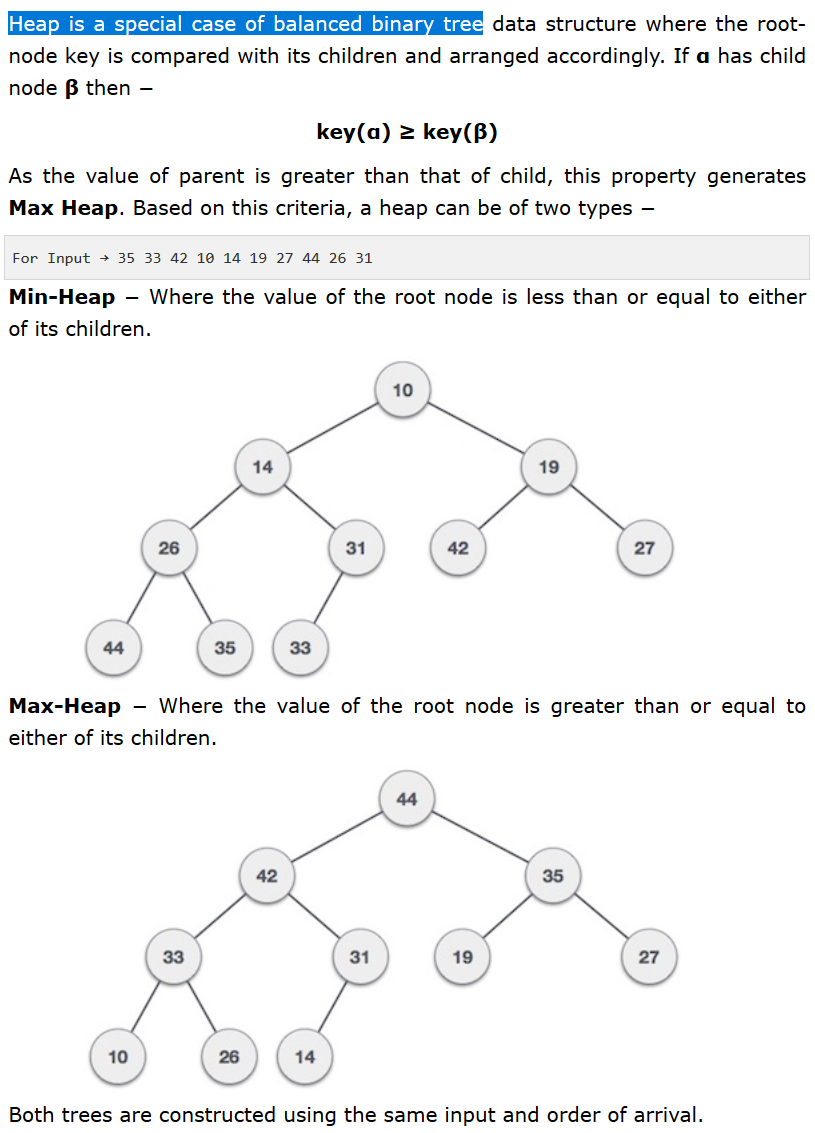 Heap is a special case of balanced binary tree data structure where the root-
node key is compared with its children and arranged accordingly. If α has child
node β then −
key(α) ≥ key(β)
As the value of parent is greater than that of child, this property generates
Max Heap. Based on this criteria, a heap can be of two types −
For Input → 35 33 42 10 14 19 27 44 26 31
Min-Heap − Where the value of the root node is less than or equal to either
of its children.
10
14 19
26 31 42 27
44 35 33
Max-Heap − Where the value of the root node is greater than or equal to
either of its children.
44
42 35
33 31 19 27
10 26 14
Both trees are constructed using the same input and order of arrival.